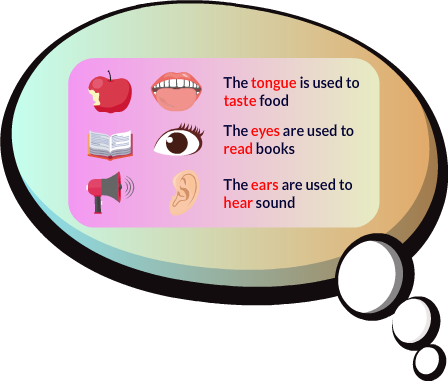 The tongue is used to
taste food
The eyes are used to
read books
The ears are used to
hear sound